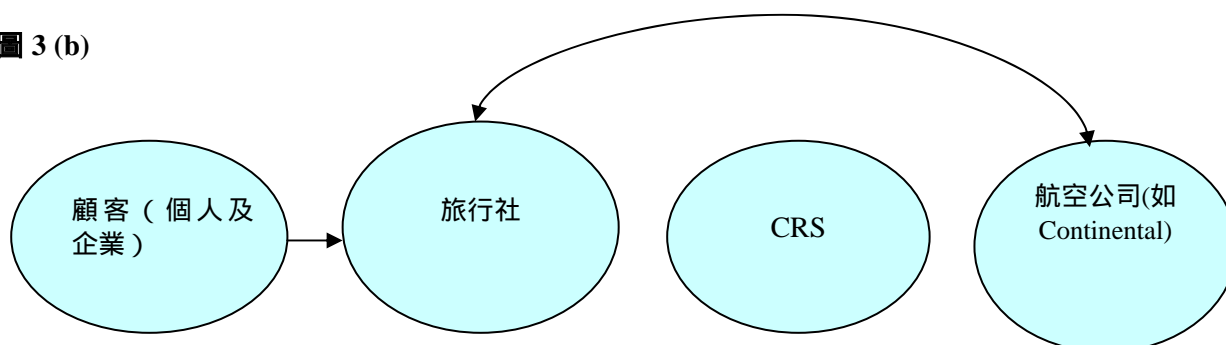 圖 3 (b)
顧客（個人及
企業）
旅行社
CRS
航空公司(如
Continental)